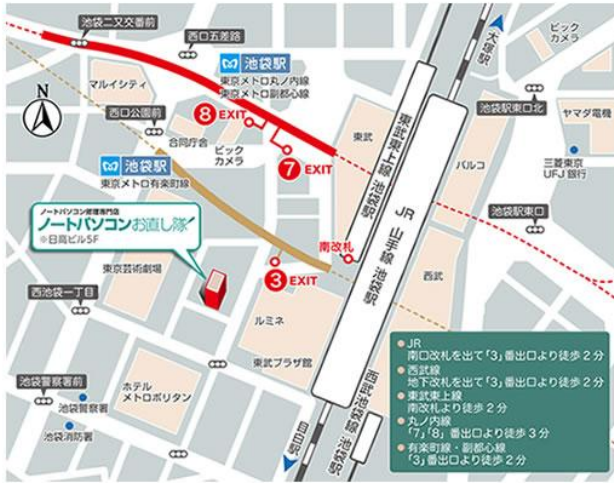 池袋二又交番前
西口五差路
池袋駅
東京メトロ丸ノ内線
東京メトロ副都心線
大塚駅
ビック
カメラ
マルイシティ
N
西口公園前
8 EXIT
合同庁舎
ビック
カメラ
7 EXIT
東武
東武東上線 池袋駅
池袋駅東口北
ヤマダ電機
パルコ
三菱東京
UFJ 銀行
池袋駅
東京メトロ有楽町線
JR 山手線 池袋駅
池袋駅東口
ノートパソコン修理専門店
ノートパソコンお直し隊
※日高ビル5F
南改札
3 EXIT
東京芸術劇場
西武
西池袋一丁目
ルミネ
東武プラザ館
西武池袋線 池袋駅
池袋警察署前
池袋警察署
池袋消防署
ホテル
メトロポリタン
目白駅
JR
南口改札を出て「3」番出口より徒歩2分
西武線
地下改札を出て「3」番出口より徒歩2分
東武東上線
南改札より徒歩2分
丸ノ内線
「7」「8」番出口より徒歩3分
有楽町線・副都心線
「3」番出口より徒歩2分